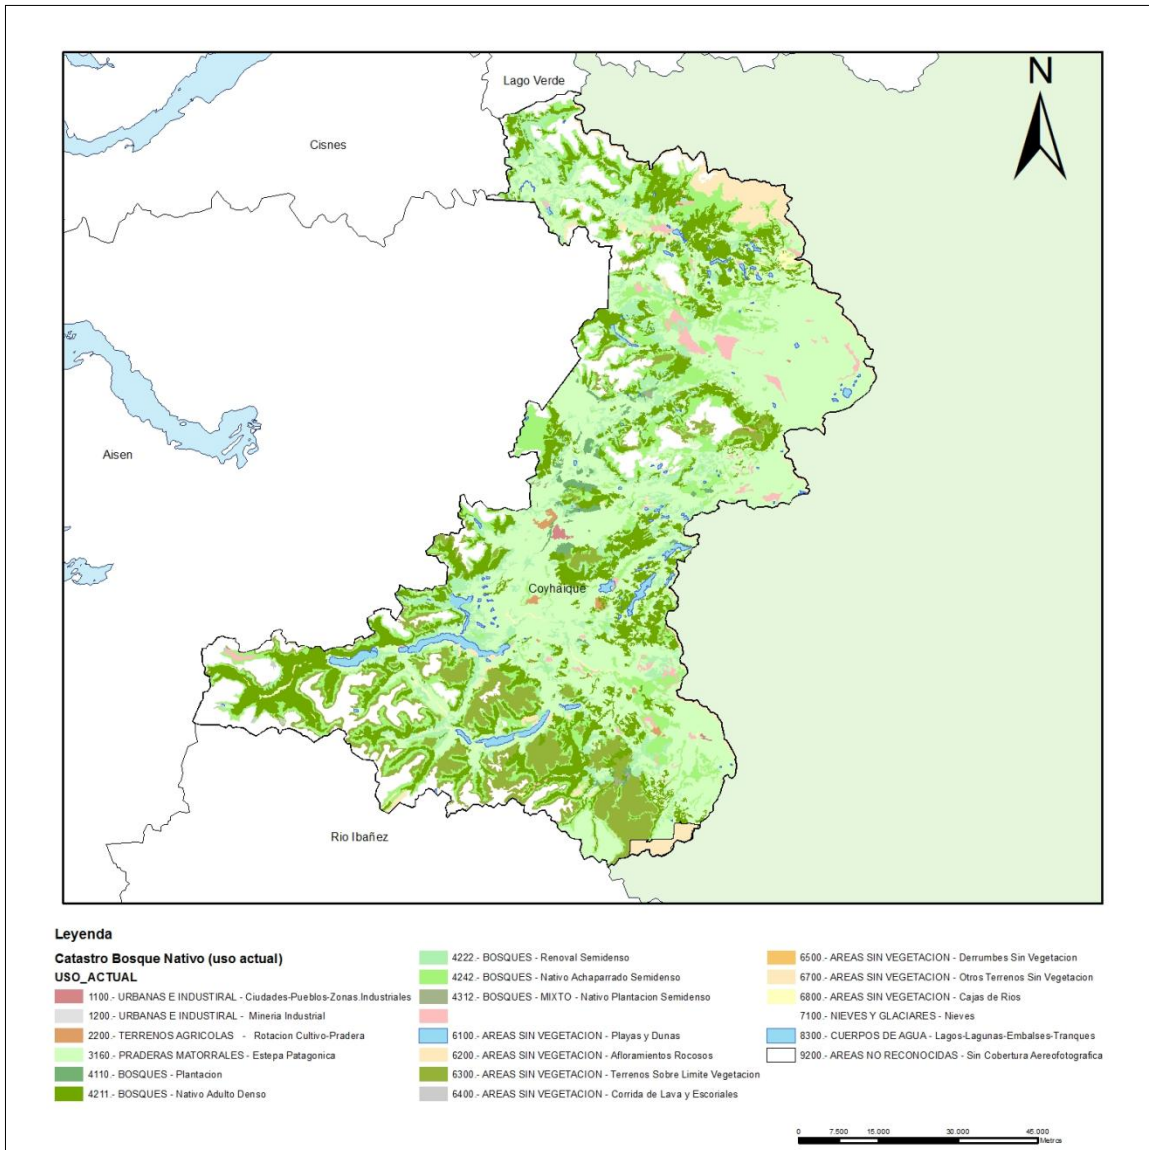 Lago Verde
N
Cisnes
Aisen
Coyhaique
Rio Ibañez
Leyenda
Catastro Bosque Nativo (uso actual)
USO_ACTUAL
1100.- URBANAS E INDUSTIRAL - Ciudades-Pueblos-Zonas.Industriales
1200.- URBANAS E INDUSTIRAL - Mineria Industrial
2200.- TERRENOS AGRICOLAS - Rotacion Cultivo-Pradera
3160.- PRADERAS MATORRALES - Estepa Patagonica
4110.- BOSQUES - Plantacion
4211.- BOSQUES - Nativo Adulto Denso
4222.- BOSQUES - Renoval Semidenso
4242.- BOSQUES - Nativo Achaparrado Semidenso
4312.- BOSQUES - MIXTO - Nativo Plantacion Semidenso
6100.- AREAS SIN VEGETACION - Playas y Dunas
6200.- AREAS SIN VEGETACION - Afloramientos Rocosos
6300.- AREAS SIN VEGETACION - Terrenos Sobre Limite Vegetacion
6400.- AREAS SIN VEGETACION - Corrida de Lava y Escoriales
6500.- AREAS SIN VEGETACION - Derrumbes Sin Vegetacion
6700.- AREAS SIN VEGETACION - Otros Terrenos Sin Vegetacion
6800.- AREAS SIN VEGETACION - Cajas de Rios
7100.- NIEVES Y GLACIARES - Nieves
8300.- CUERPOS DE AGUA - Lagos-Lagunas-Embalses-Tranques
9200.- AREAS NO RECONOCIDAS - Sin Cobertura Aereofotografica
0 7.500 15.000 30.000 45.000
Metros